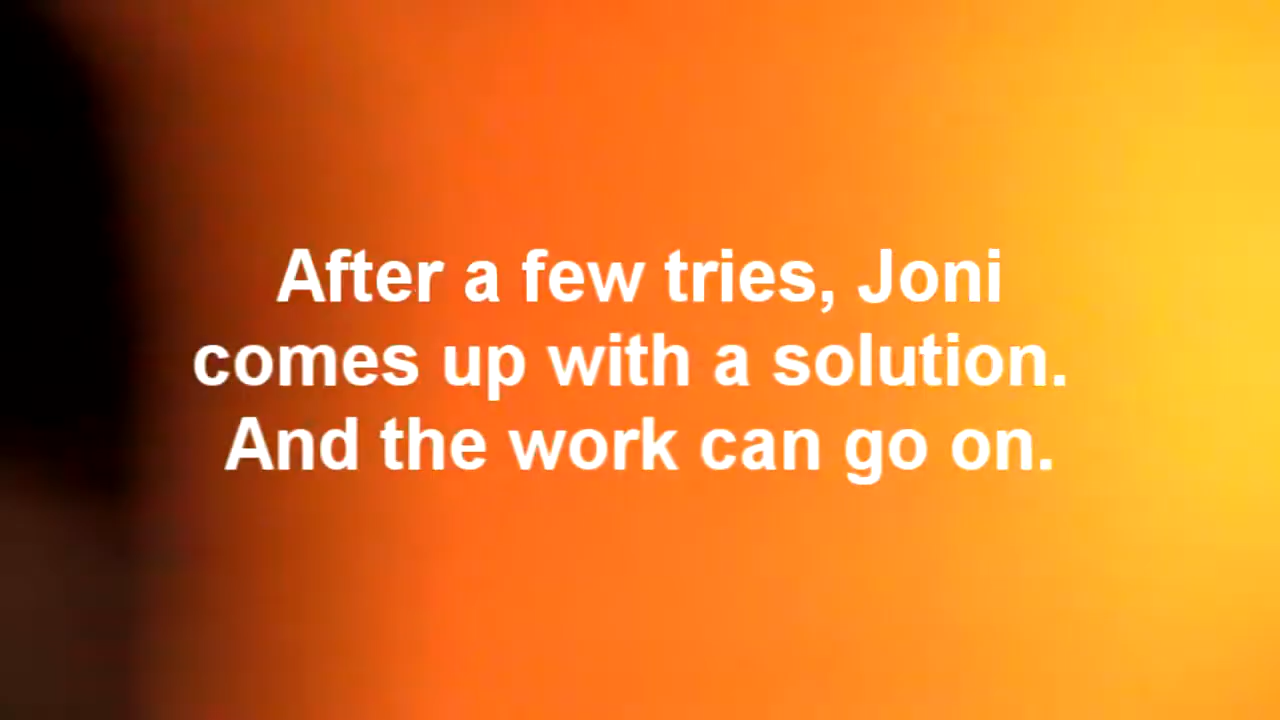 After a few tries, Joni
comes up with a solution.
And the work can go on.